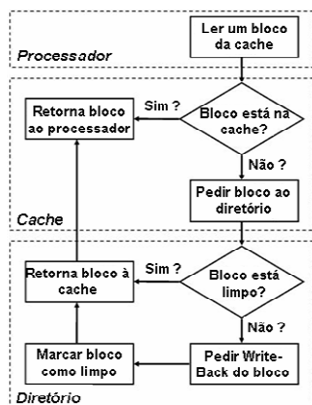 Ler um bloco
da cache
Processador
Retorna bloco
ao processador
Sim ?
Bloco está na
cache?
Não ?
Pedir bloco ao
diretório
Cache
Retorna bloco à
cache
Sim ?
Bloco está
limpo?
Não ?
Marcar bloco
como limpo
Pedir Write-
Back do bloco
Diretório